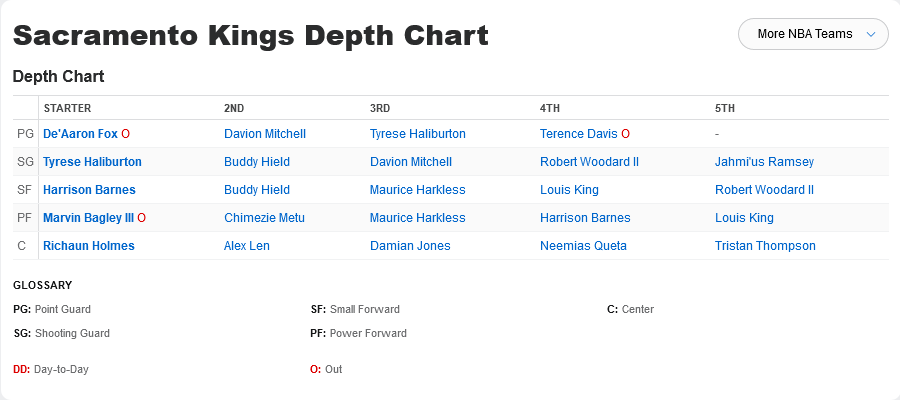 Sacramento Kings Depth Chart
More NBA Teams
Depth Chart
STARTER 2ND 3RD 4TH 5TH
PG De'Aaron Fox O Davion Mitchell Tyrese Haliburton Terence Davis O -
SG Tyrese Haliburton Buddy Hield Davion Mitchell Robert Woodard II Jahmi'us Ramsey
SF Harrison Barnes Buddy Hield Maurice Harkless Louis King Robert Woodard II
PF Marvin Bagley III O Chimezie Metu Maurice Harkless Harrison Barnes Louis King
C Richaun Holmes Alex Len Damian Jones Neemias Queta Tristan Thompson
GLOSSARY
PG: Point Guard SF: Small Forward C: Center
SG: Shooting Guard PF: Power Forward
DD: Day-to-Day O: Out